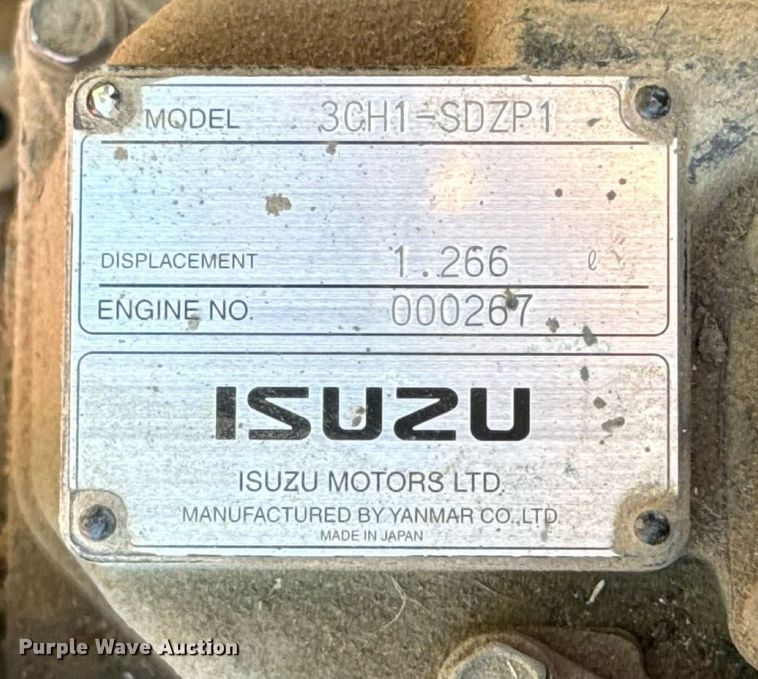 MODEL 3CH1-SDZP1
DISPLACEMENT 1.266 ℓ
ENGINE NO. 000267
ISUZU
ISUZU MOTORS LTD.
MANUFACTURED BY YANMAR CO.,LTD.
MADE IN JAPAN
Purple Wave Auction